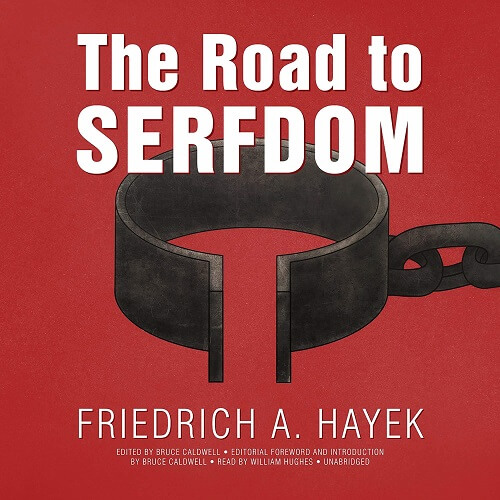 The Road to
SERFDOM
FRIEDRICH A. HAYEK
EDITED BY BRUCE CALDWELL • EDITORIAL FOREWORD AND INTRODUCTION
BY BRUCE CALDWELL • READ BY WILLIAM HUGHES • UNABRIDGED